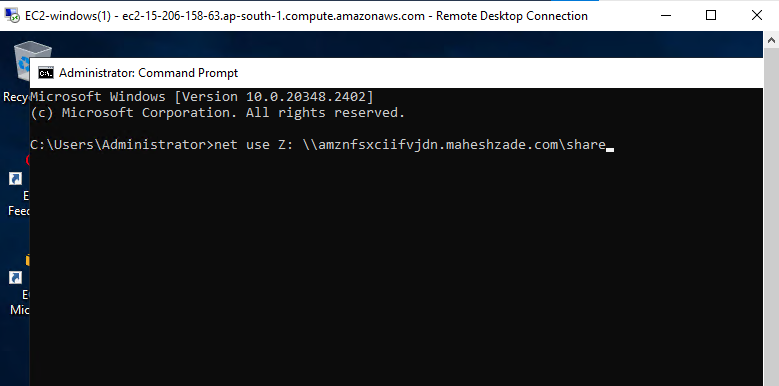 EC2-windows(1) - ec2-15-206-158-63.ap-south-1.compute.amazonaws.com - Remote Desktop Connection
Administrator: Command Prompt
Recy
Microsoft Windows [Version 10.0.20348.2402]
(c) Microsoft Corporation. All rights reserved.
C:\Users\Administrator>net use Z: \\amznfsxciifvjdn.maheshzade.com\share
E
Feed
E
Mic